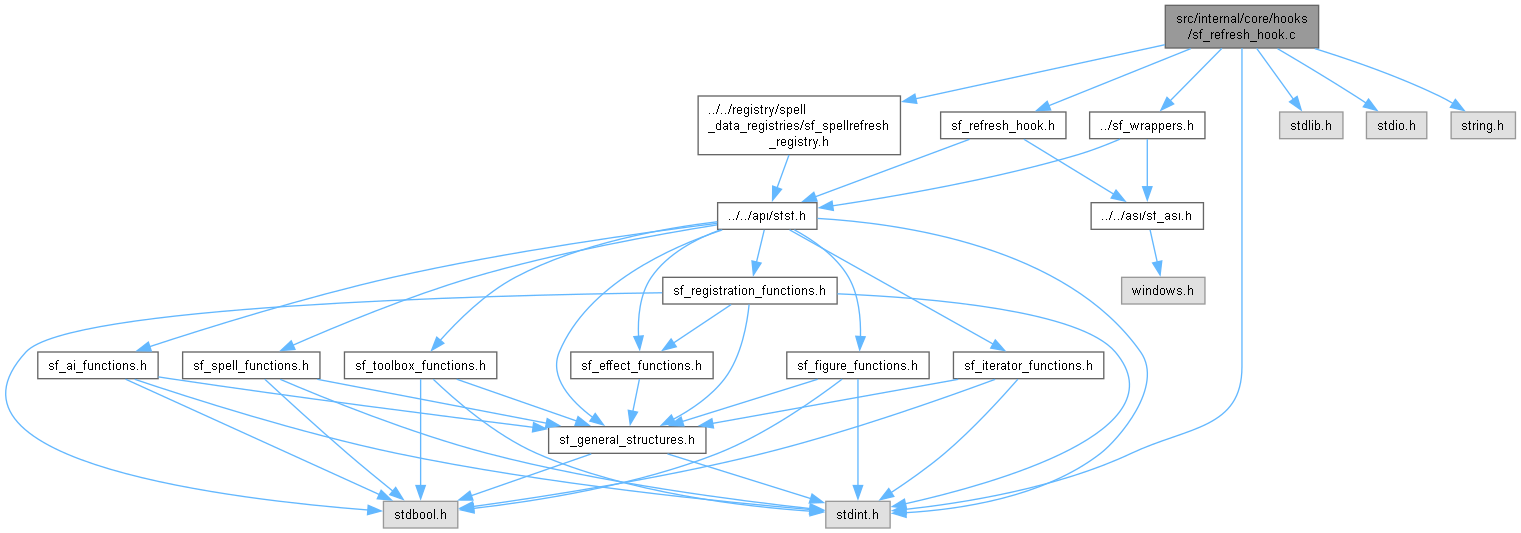 src/internal/core/hooks
/sf_refresh_hook.c
../../registry/spell
_data_registries/sf_spellrefresh
_registry.h
sf_refresh_hook.h
../sf_wrappers.h
stdlib.h
stdio.h
string.h
../../api/sfsf.h
../../asi/sf_asi.h
sf_registration_functions.h
windows.h
sf_ai_functions.h
sf_spell_functions.h
sf_toolbox_functions.h
sf_effect_functions.h
sf_figure_functions.h
sf_iterator_functions.h
sf_general_structures.h
stdbool.h
stdint.h